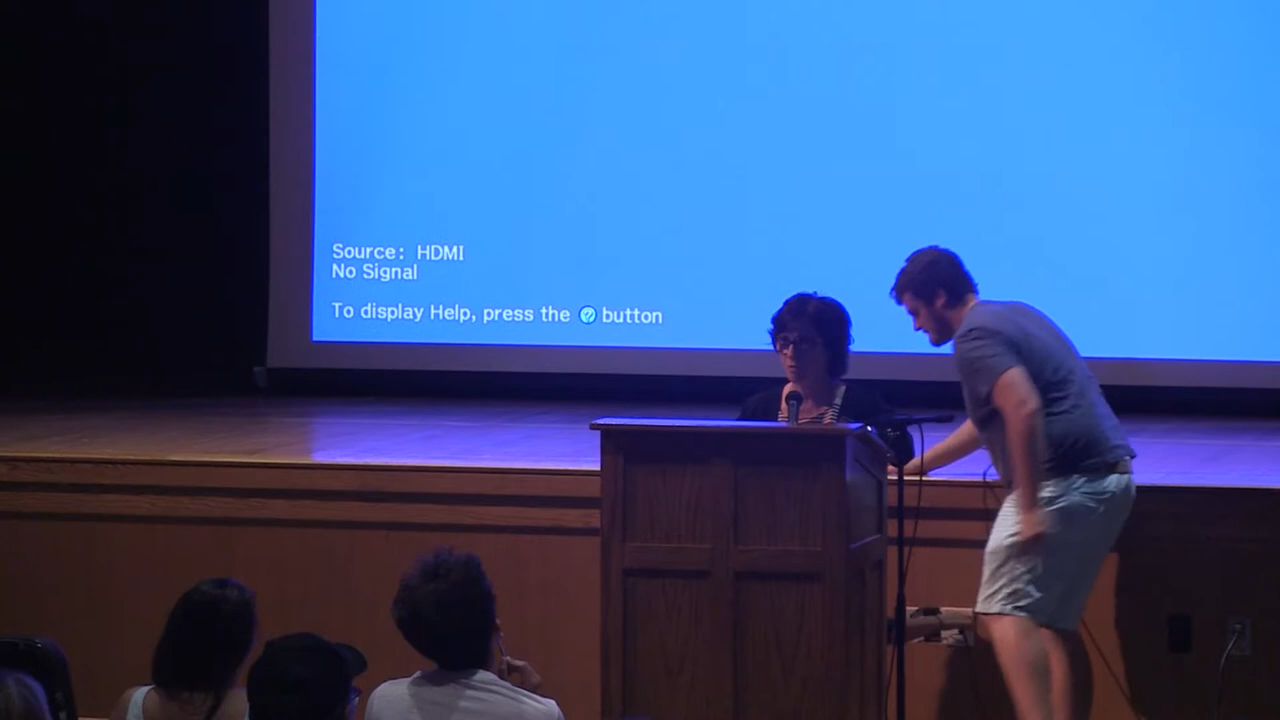 Source: HDMI
No Signal
To display Help, press the ? button